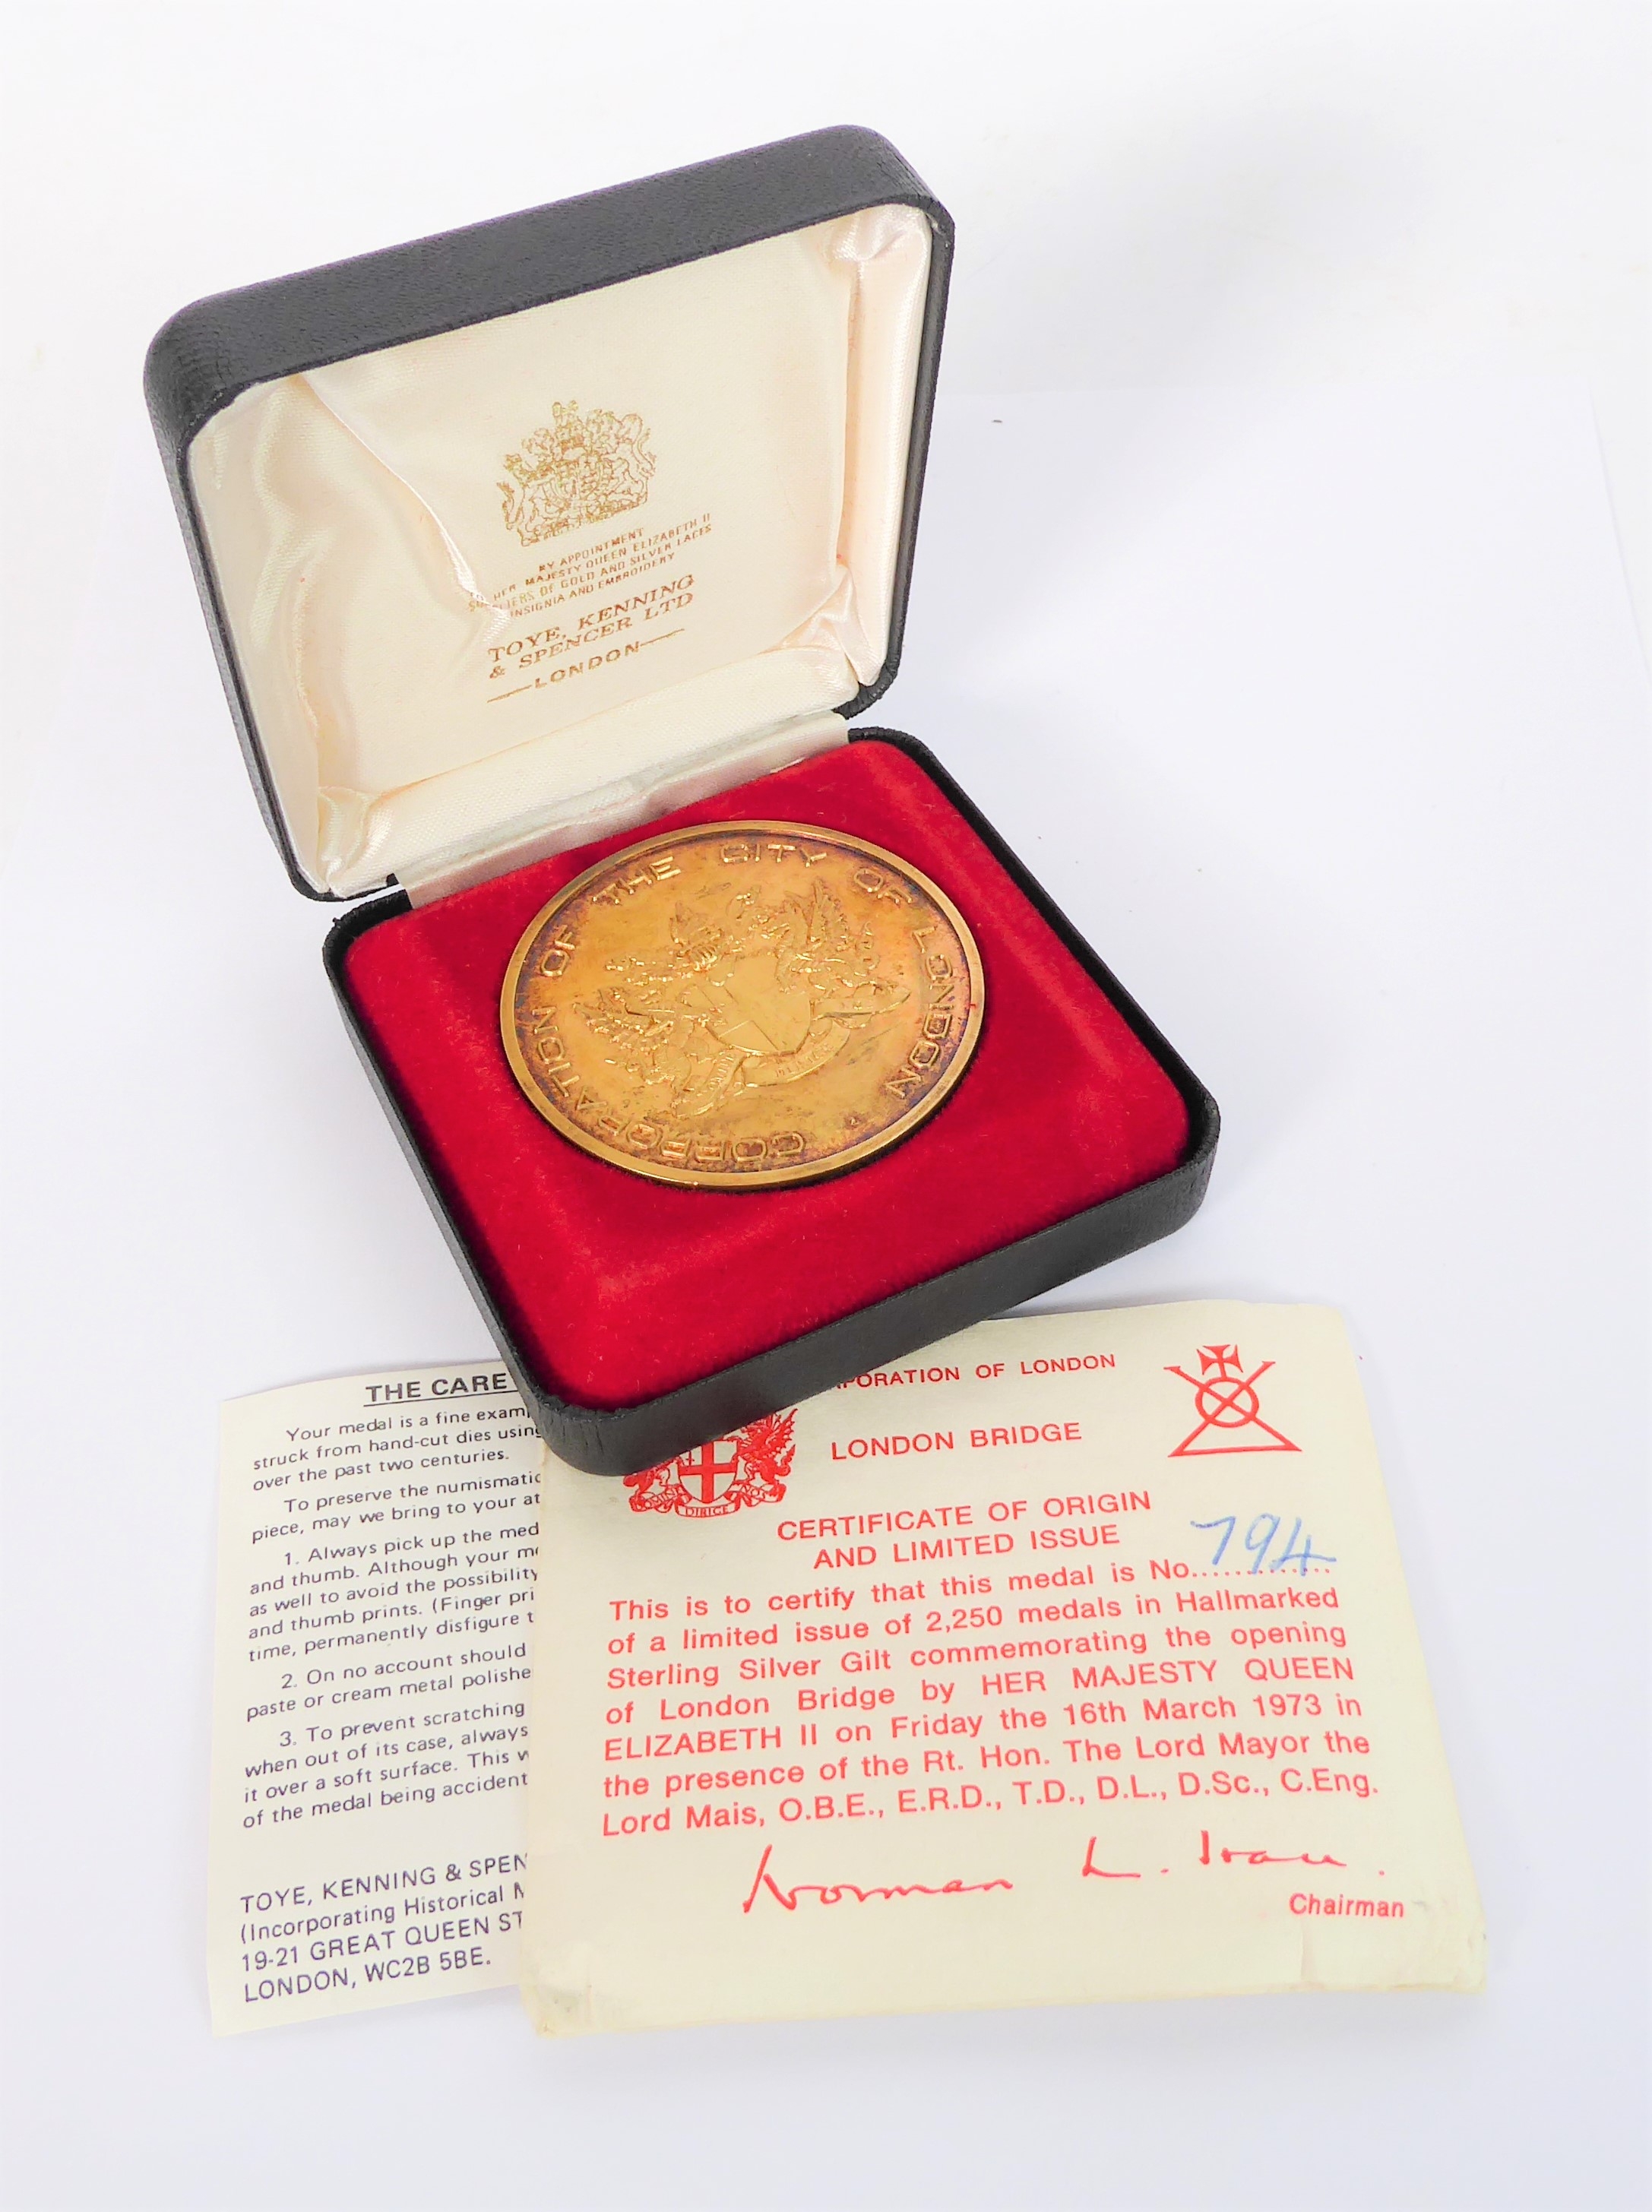 BY APPOINTMENT
HER MAJESTY QUEEN ELIZABETH II
SUPPLIERS OF GOLD AND SILVER LACES
INSIGNIA AND EMBROIDERY
TOYE, KENNING
& SPENCER LTD
LONDON
CORPORATION OF THE CITY OF LONDON
THE CARE
Your medal is a fine
struck from hand-cut dies using
over the past two centuries.
To preserve the
piece, may we bring to your
1. Always pick up the
and thumb. Although your
as well to avoid the possibility
and thumb prints. (Finger
time, permanently disfigure
2. On no account should
paste or cream metal
3. To prevent scratching
when out of its case, always
it over a soft surface. This
of the medal being
TOYE, KENNING & SPEN
(Incorporating Historical
19-21 GREAT QUEEN ST
LONDON, WC2B 5BE.
PORATION OF LONDON
LONDON BRIDGE
DIRIGE
CERTIFICATE OF ORIGIN
AND LIMITED ISSUE
This is to certify that this medal is No. 794
of a limited issue of 2,250 medals in Hallmarked
Sterling Silver Gilt commemorating the opening
of London Bridge by HER MAJESTY QUEEN
ELIZABETH II on Friday the 16th March 1973 in
the presence of the Rt. Hon. The Lord Mayor the
Lord Mais, O.B.E., E.R.D., T.D., D.L., D.Sc., C.Eng.
Norman L.
Chairman